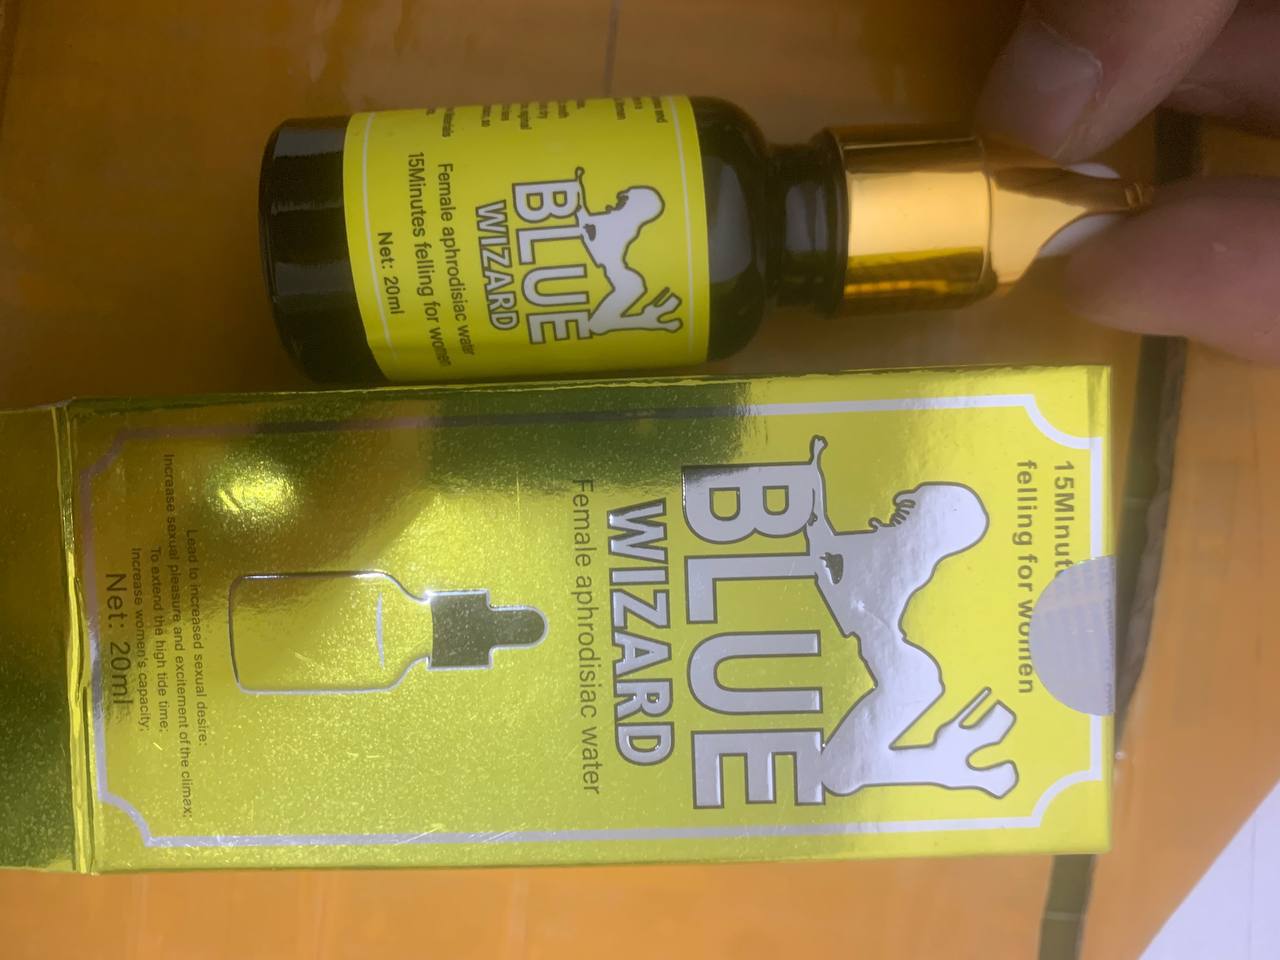 BLUE
WIZARD
Female aphrodisiac water
15Minutes felling for women
Net: 20ml
felling for women
BLUE
WIZARD
Female aphrodisiac water
Lead to increased sexual desire:
Increase sexual pleasure and excitement of the climax;
To extend the high tide time;
Increase women's capacity;
Net: 20ml